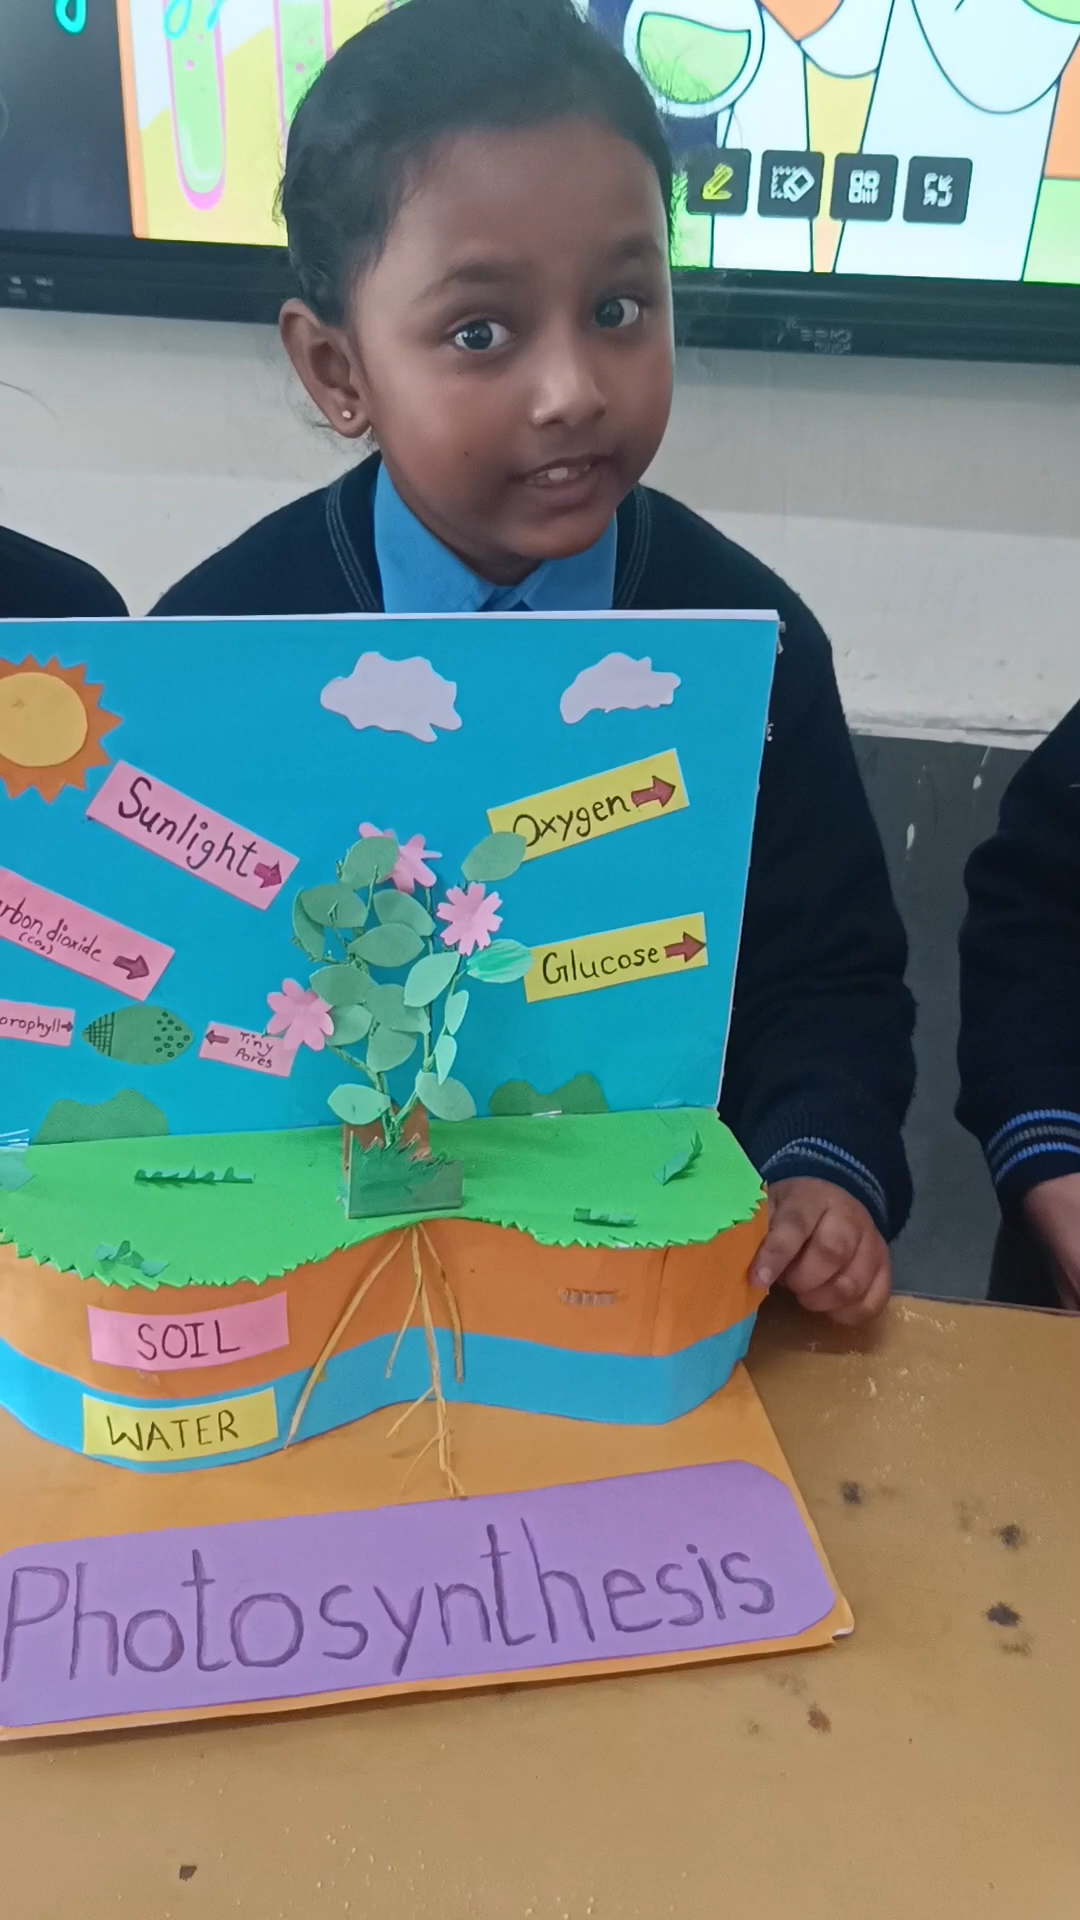 Sunlight
Oxygen
rbon dioxide
(CO₂)
Glucose
orophyll
Tiny
Pores
SOIL
WATER
Photosynthesis